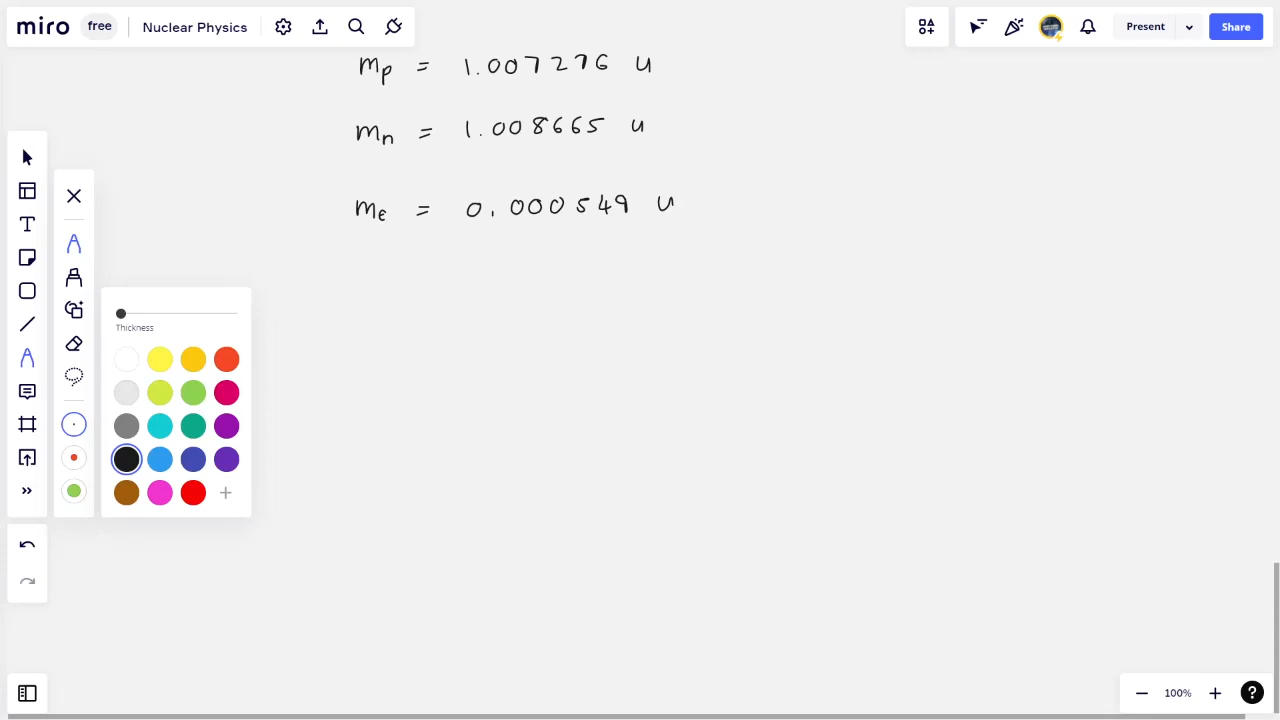 miro free Nuclear Physics Present Share
mp = 1.007276 u
mn = 1.008665 u
me = 0.000549 u
Thickness
100%